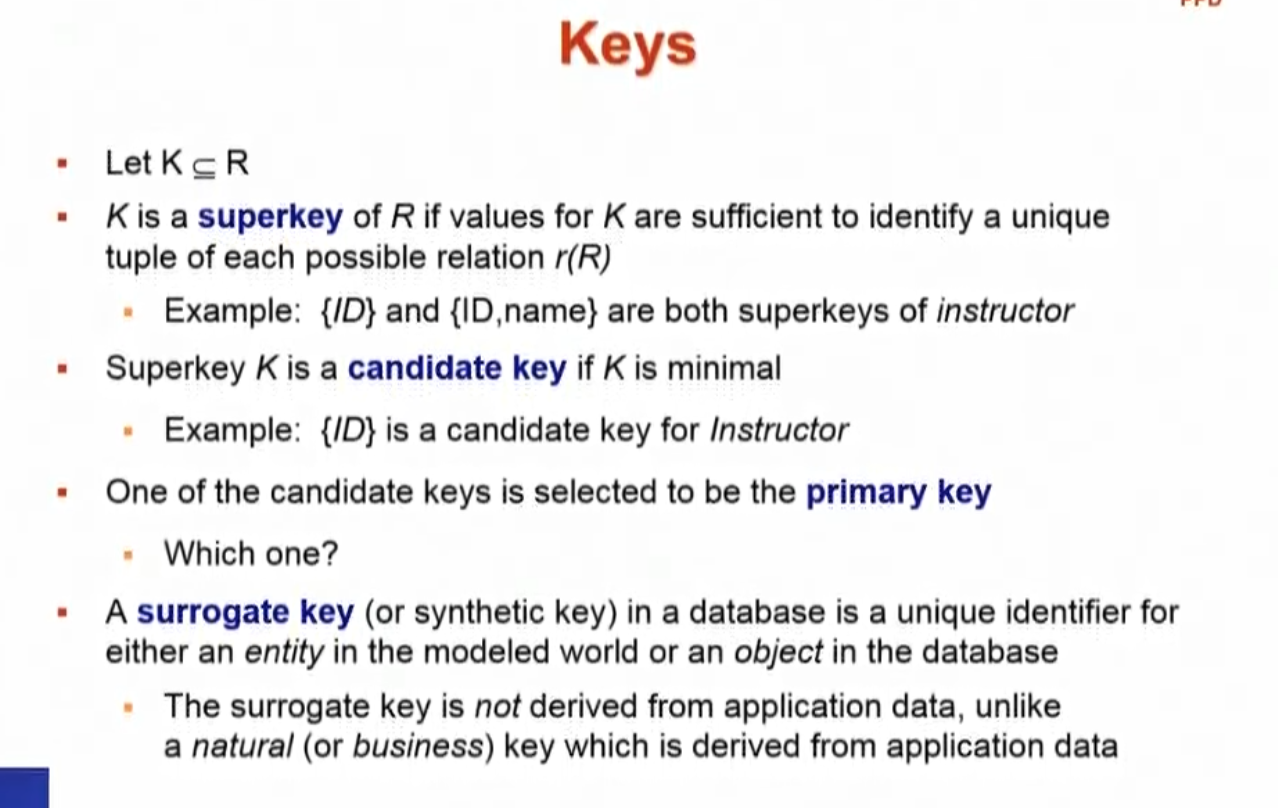 Keys
▪ Let K ⊆ R
▪ K is a superkey of R if values for K are sufficient to identify a unique
tuple of each possible relation r(R)
▪ Example: {ID} and {ID,name} are both superkeys of instructor
▪ Superkey K is a candidate key if K is minimal
▪ Example: {ID} is a candidate key for Instructor
▪ One of the candidate keys is selected to be the primary key
▪ Which one?
▪ A surrogate key (or synthetic key) in a database is a unique identifier for
either an entity in the modeled world or an object in the database
▪ The surrogate key is not derived from application data, unlike
a natural (or business) key which is derived from application data